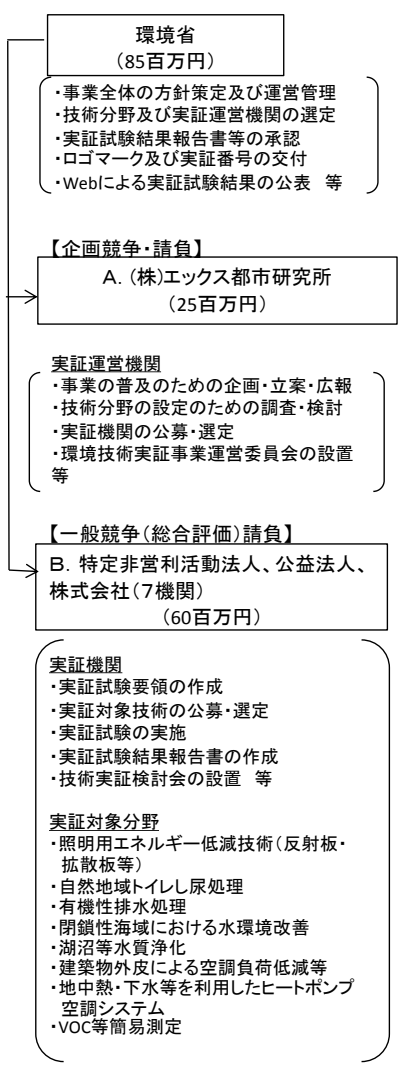 環境省
(85百万円)
・事業全体の方針策定及び運営管理
・技術分野及び実証運営機関の選定
・実証試験結果報告書等の承認
・ロゴマーク及び実証番号の交付
・Webによる実証試験結果の公表　等
【企画競争・請負】
A. (株)エックス都市研究所
(25百万円)
実証運営機関
・事業の普及のための企画・立案・広報
・技術分野の設定のための調査・検討
・実証機関の公募・選定
・環境技術実証事業運営委員会の設置
等
【一般競争(総合評価)請負】
B. 特定非営利活動法人、公益法人、
株式会社(7機関)
(60百万円)
実証機関
・実証試験要領の作成
・実証対象技術の公募・選定
・実証試験の実施
・実証試験結果報告書の作成
・技術実証検討会の設置　等
実証対象分野
・照明用エネルギー低減技術(反射板・
拡散板等)
・自然地域トイレし尿処理
・有機性排水処理
・閉鎖性海域における水環境改善
・湖沼等水質浄化
・建築物外皮による空調負荷低減等
・地中熱・下水等を利用したヒートポンプ
空調システム
・VOC等簡易測定